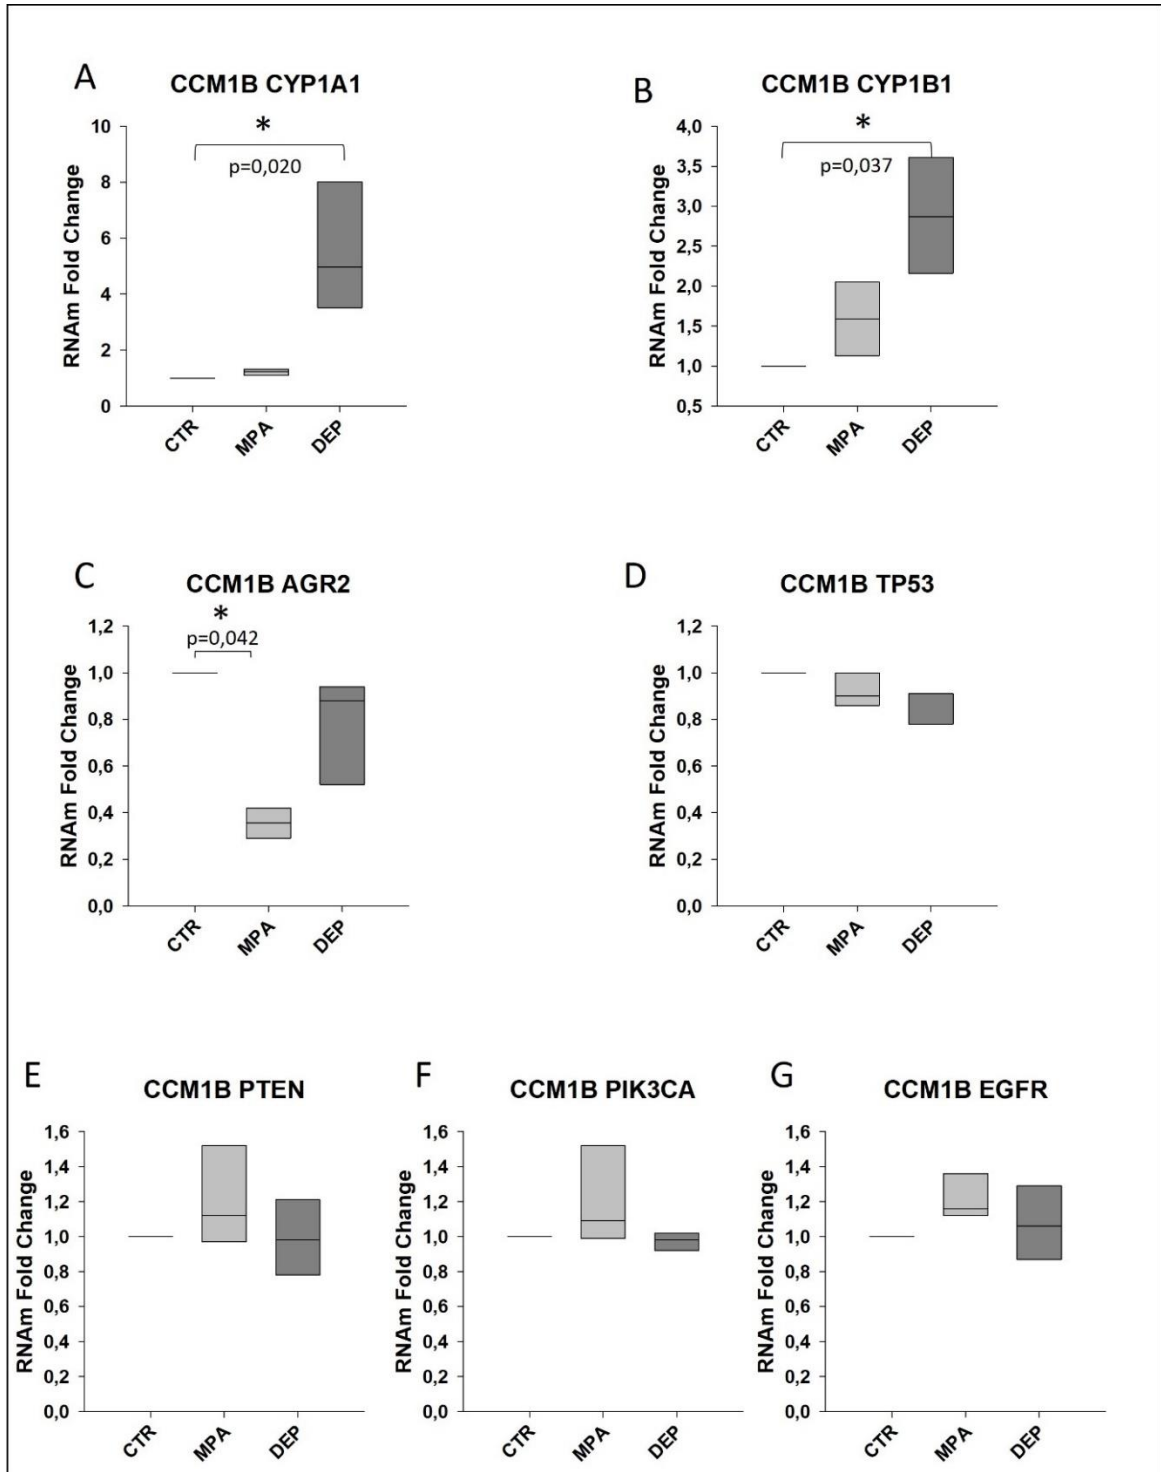 A
CCM1B CYP1A1
*
p=0,020
RNAm Fold Change
10
8
6
4
2
0
CTR
MPA
DEP
B
CCM1B CYP1B1
*
p=0,037
RNAm Fold Change
4,0
3,5
3,0
2,5
2,0
1,5
1,0
0,5
CTR
MPA
DEP
C
CCM1B AGR2
*
p=0,042
RNAm Fold Change
1,2
1,0
0,8
0,6
0,4
0,2
0,0
CTR
MPA
DEP
D
CCM1B TP53
RNAm Fold Change
1,2
1,0
0,8
0,6
0,4
0,2
0,0
CTR
MPA
DEP
E
CCM1B PTEN
RNAm Fold Change
1,6
1,4
1,2
1,0
0,8
0,6
0,4
0,2
0,0
CTR
MPA
DEP
F
CCM1B PIK3CA
RNAm Fold Change
1,6
1,4
1,2
1,0
0,8
0,6
0,4
0,2
0,0
CTR
MPA
DEP
G
CCM1B EGFR
RNAm Fold Change
1,6
1,4
1,2
1,0
0,8
0,6
0,4
0,2
0,0
CTR
MPA
DEP